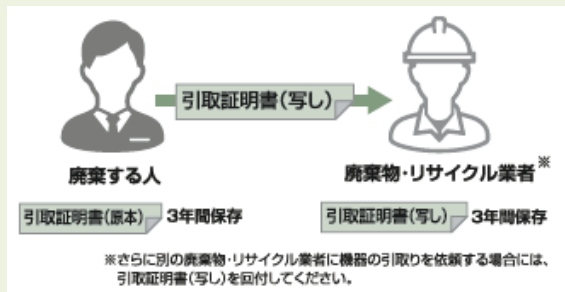 引取証明書(写し)
廃棄する人
廃棄物・リサイクル業者※
引取証明書(原本) 3年間保存
引取証明書(写し) 3年間保存
※さらに別の廃棄物・リサイクル業者に機器の引取りを依頼する場合には、
引取証明書(写し)を回付してください。